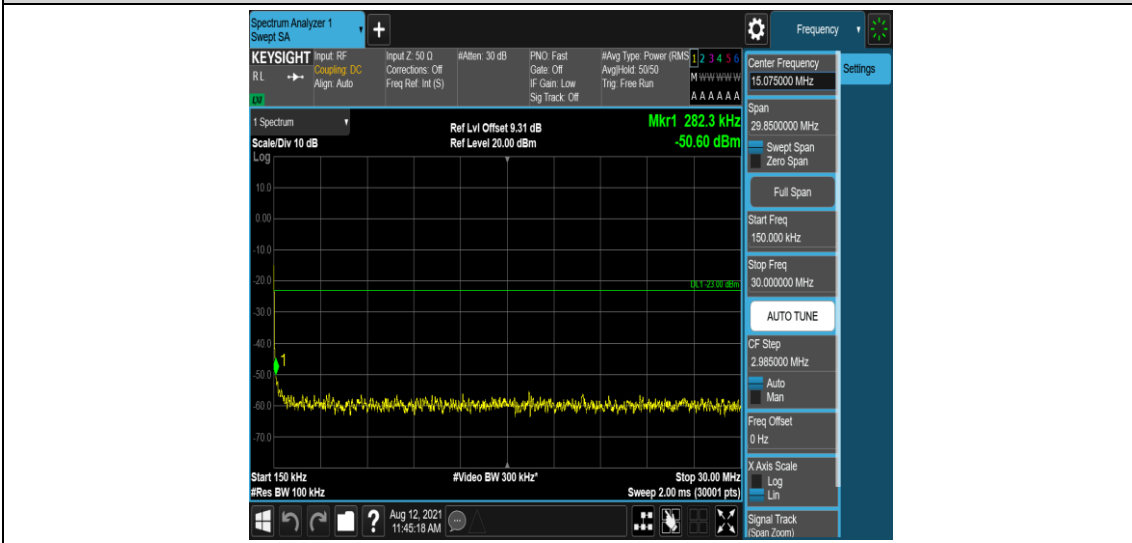 Spectrum Analyzer 1
Swept SA
+
Frequency
KEYSIGHT
Input: RF
Input Z: 50 Ω
#Atten: 30 dB
PNO: Fast
#Avg Type: Power (RMS
1 2 3 4 5 6
R L
Coupling: DC
Corrections: Off
Gate: Off
Avg|Hold: 50/50
M W W W W W
Align: Auto
Freq Ref: Int (S)
IF Gain: Low
Trig: Free Run
Sig Track: Off
A A A A A A
LXI
1 Spectrum
Ref Lvl Offset 9.31 dB
Mkr1 282.3 kHz
Scale/Div 10 dB
Ref Level 20.00 dBm
-50.60 dBm
Log
10.0
0.00
-10.0
-20.0
DL1 -23.00 dBm
-30.0
-40.0
1
-50.0
-60.0
-70.0
Start 150 kHz
#Video BW 300 kHz*
Stop 30.00 MHz
#Res BW 100 kHz
Sweep 2.00 ms (30001 pts)
Center Frequency
15.075000 MHz
Settings
Span
29.8500000 MHz
Swept Span
Zero Span
Full Span
Start Freq
150.000 kHz
Stop Freq
30.000000 MHz
AUTO TUNE
CF Step
2.985000 MHz
Auto
Man
Freq Offset
0 Hz
X Axis Scale
Log
Lin
Signal Track
(Span Zoom)
?
Aug 12, 2021
11:45:18 AM